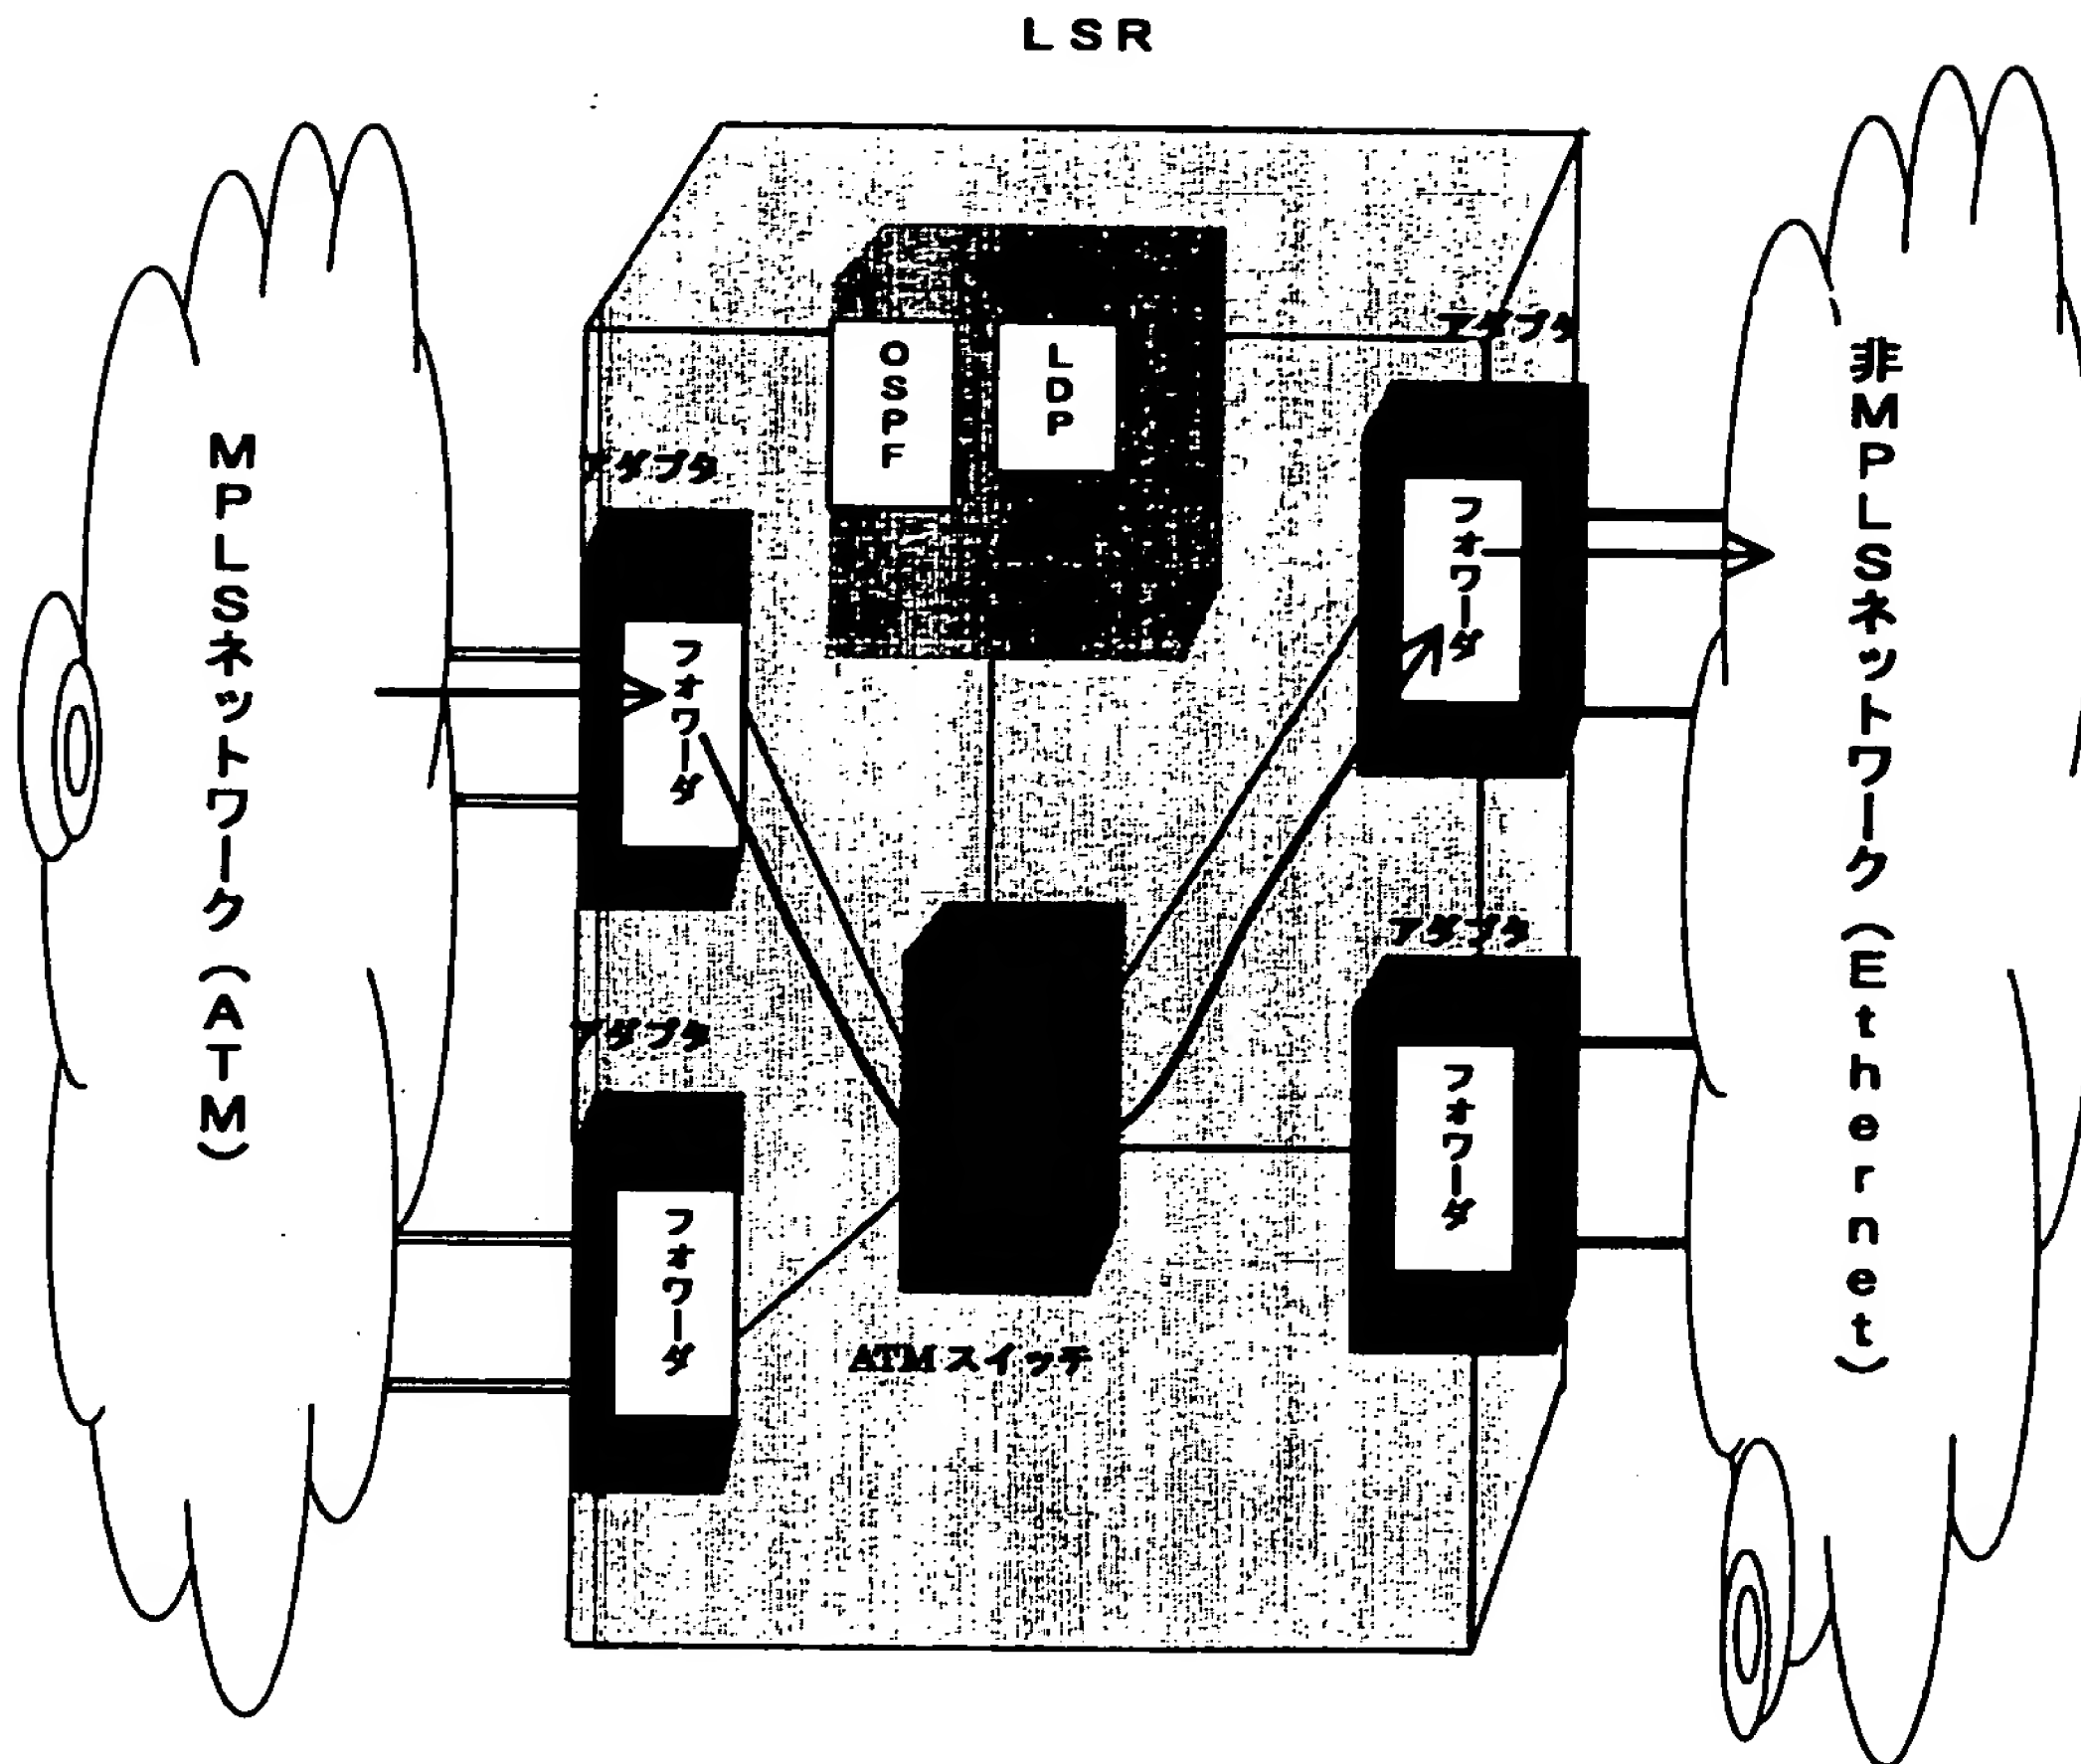 LSR
MPLSネットワーク(ATM)
アダプタ
フォワーダ
アダプタ
フォワーダ
OSPF
LDP
ATMスイッチ
アダプタ
フォワーダ
アダプタ
フォワーダ
非MPLSネットワーク(Ethernet)